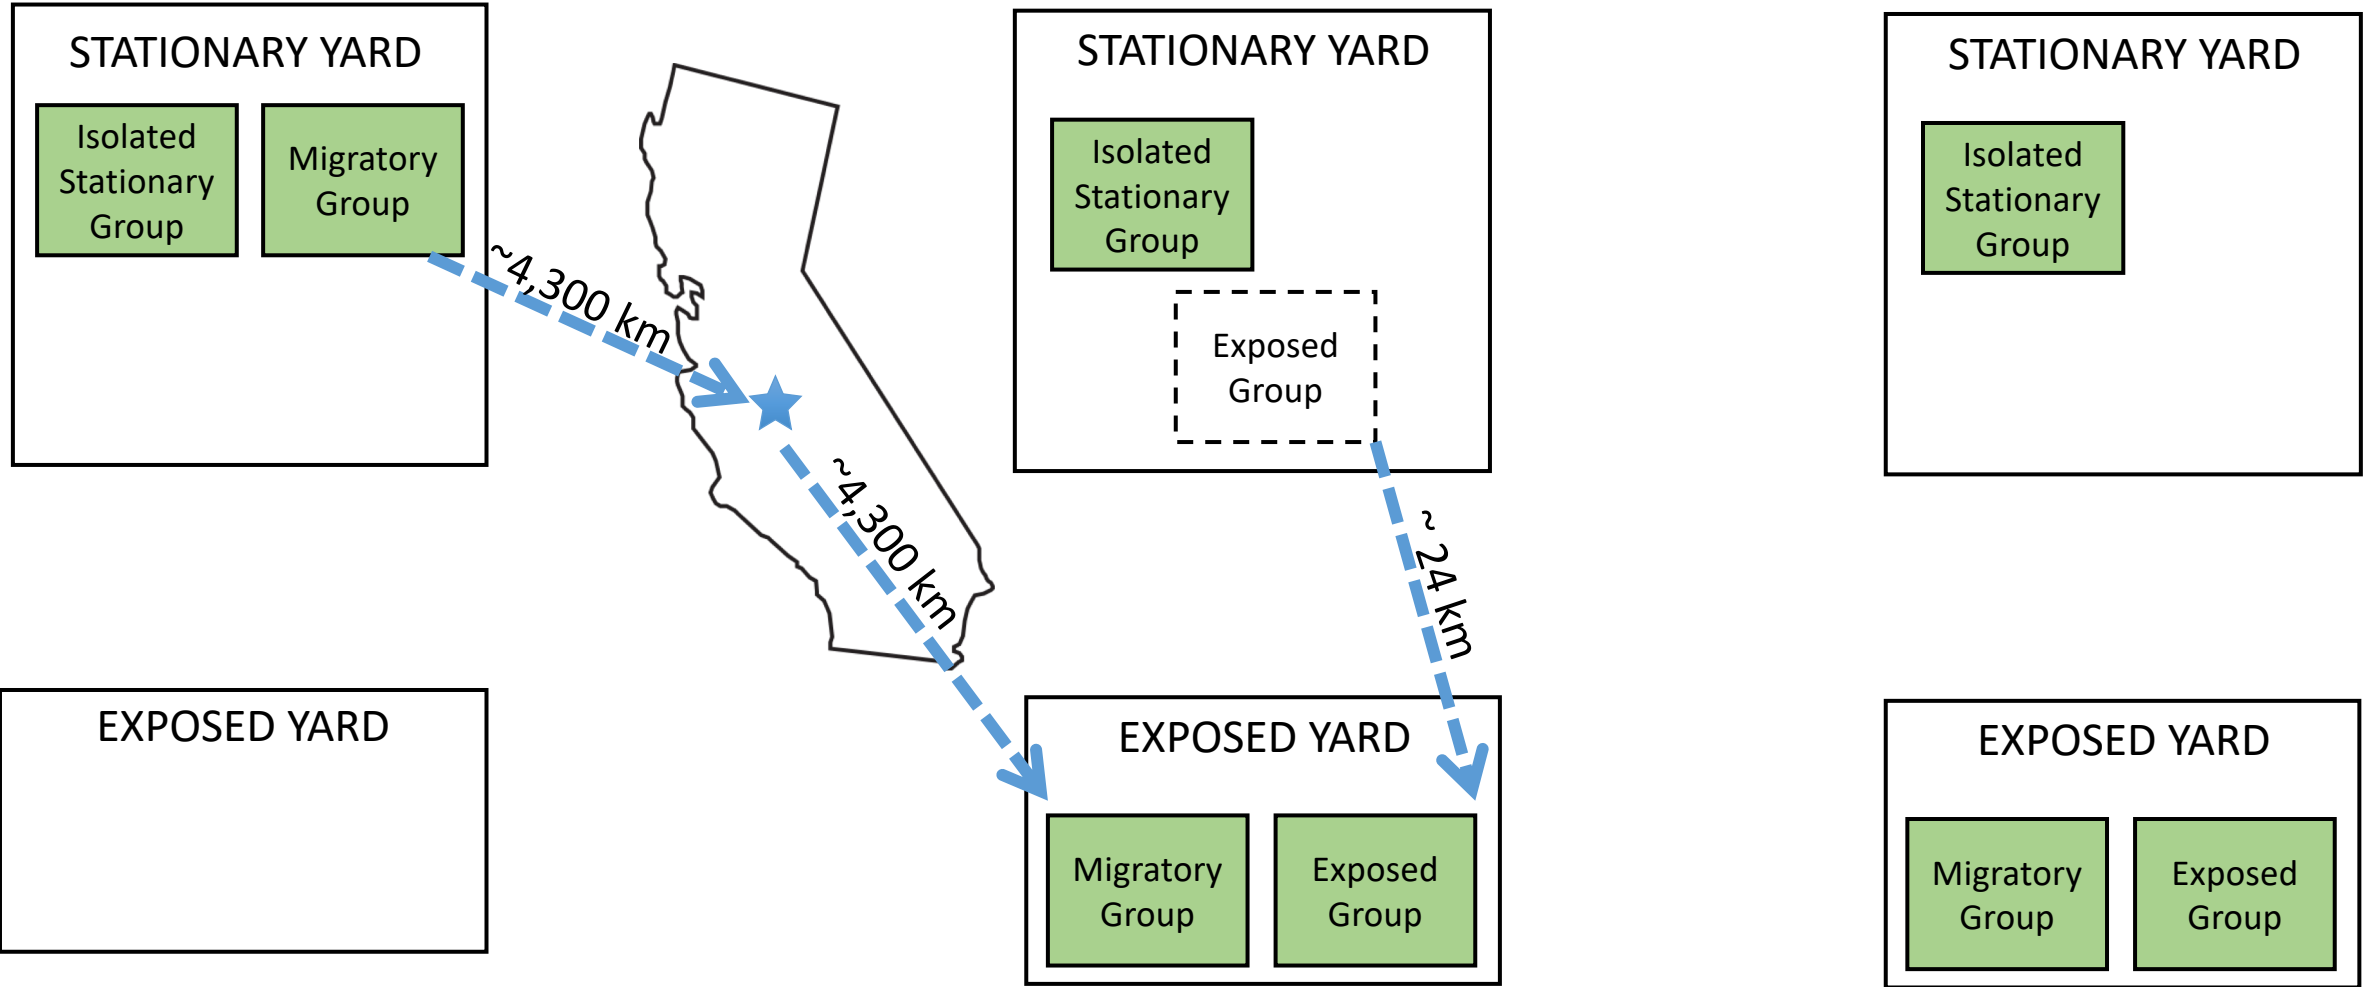 STATIONARY YARD
Isolated
Stationary
Group
Migratory
Group
~4,300 km
~4,300 km
EXPOSED YARD
STATIONARY YARD
Isolated
Stationary
Group
Exposed
Group
~ 24 km
EXPOSED YARD
Migratory
Group
Exposed
Group
STATIONARY YARD
Isolated
Stationary
Group
EXPOSED YARD
Migratory
Group
Exposed
Group